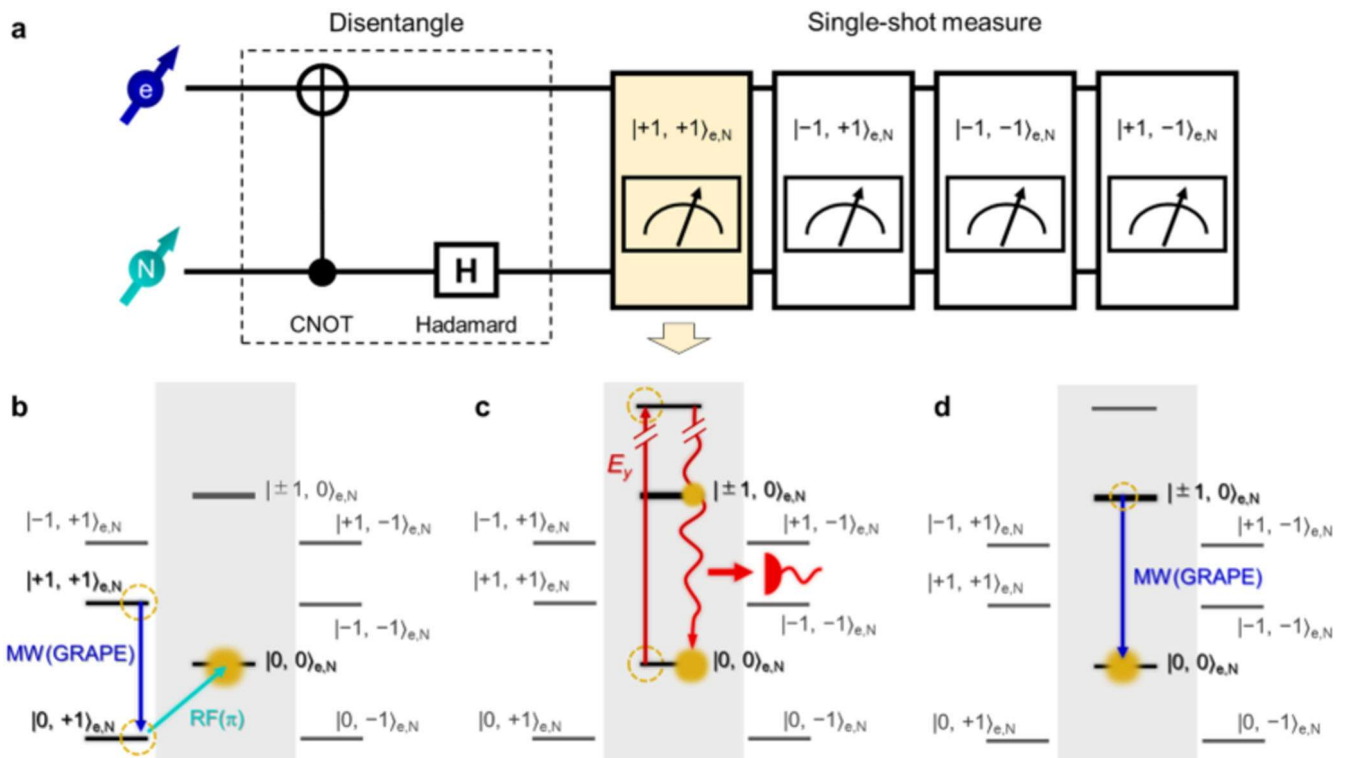 a
Disentangle
Single-shot measure
e
|+1, +1⟩e,N
|−1, +1⟩e,N
|−1, −1⟩e,N
|+1, −1⟩e,N
N
H
CNOT
Hadamard
b
|±1, 0⟩e,N
|−1, +1⟩e,N
|+1, −1⟩e,N
|+1, +1⟩e,N
|−1, −1⟩e,N
MW(GRAPE)
|0, 0⟩e,N
RF(π)
|0, +1⟩e,N
|0, −1⟩e,N
c
Ey
|±1, 0⟩e,N
|−1, +1⟩e,N
|+1, −1⟩e,N
|+1, +1⟩e,N
|−1, −1⟩e,N
|0, 0⟩e,N
|0, +1⟩e,N
|0, −1⟩e,N
d
|±1, 0⟩e,N
|−1, +1⟩e,N
|+1, −1⟩e,N
|+1, +1⟩e,N
MW(GRAPE)
|−1, −1⟩e,N
|0, 0⟩e,N
|0, +1⟩e,N
|0, −1⟩e,N